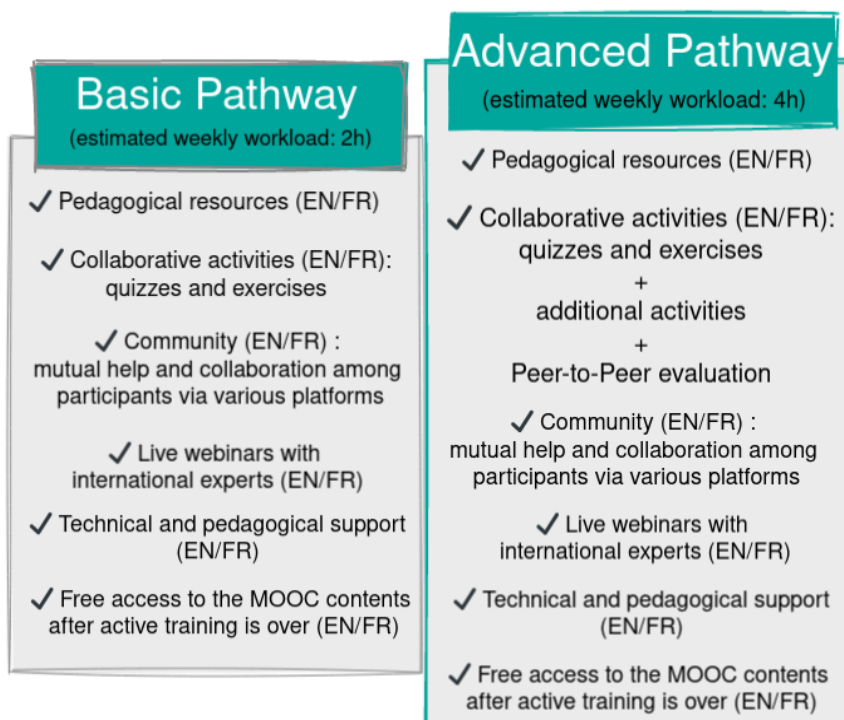 Basic Pathway
(estimated weekly workload: 2h)
✓ Pedagogical resources (EN/FR)
✓ Collaborative activities (EN/FR):
quizzes and exercises
✓ Community (EN/FR) :
mutual help and collaboration among
participants via various platforms
✓ Live webinars with
international experts (EN/FR)
✓ Technical and pedagogical support
(EN/FR)
✓ Free access to the MOOC contents
after active training is over (EN/FR)
Advanced Pathway
(estimated weekly workload: 4h)
✓ Pedagogical resources (EN/FR)
✓ Collaborative activities (EN/FR):
quizzes and exercises
+
additional activities
+
Peer-to-Peer evaluation
✓ Community (EN/FR) :
mutual help and collaboration among
participants via various platforms
✓ Live webinars with
international experts (EN/FR)
✓ Technical and pedagogical support
(EN/FR)
✓ Free access to the MOOC contents
after active training is over (EN/FR)